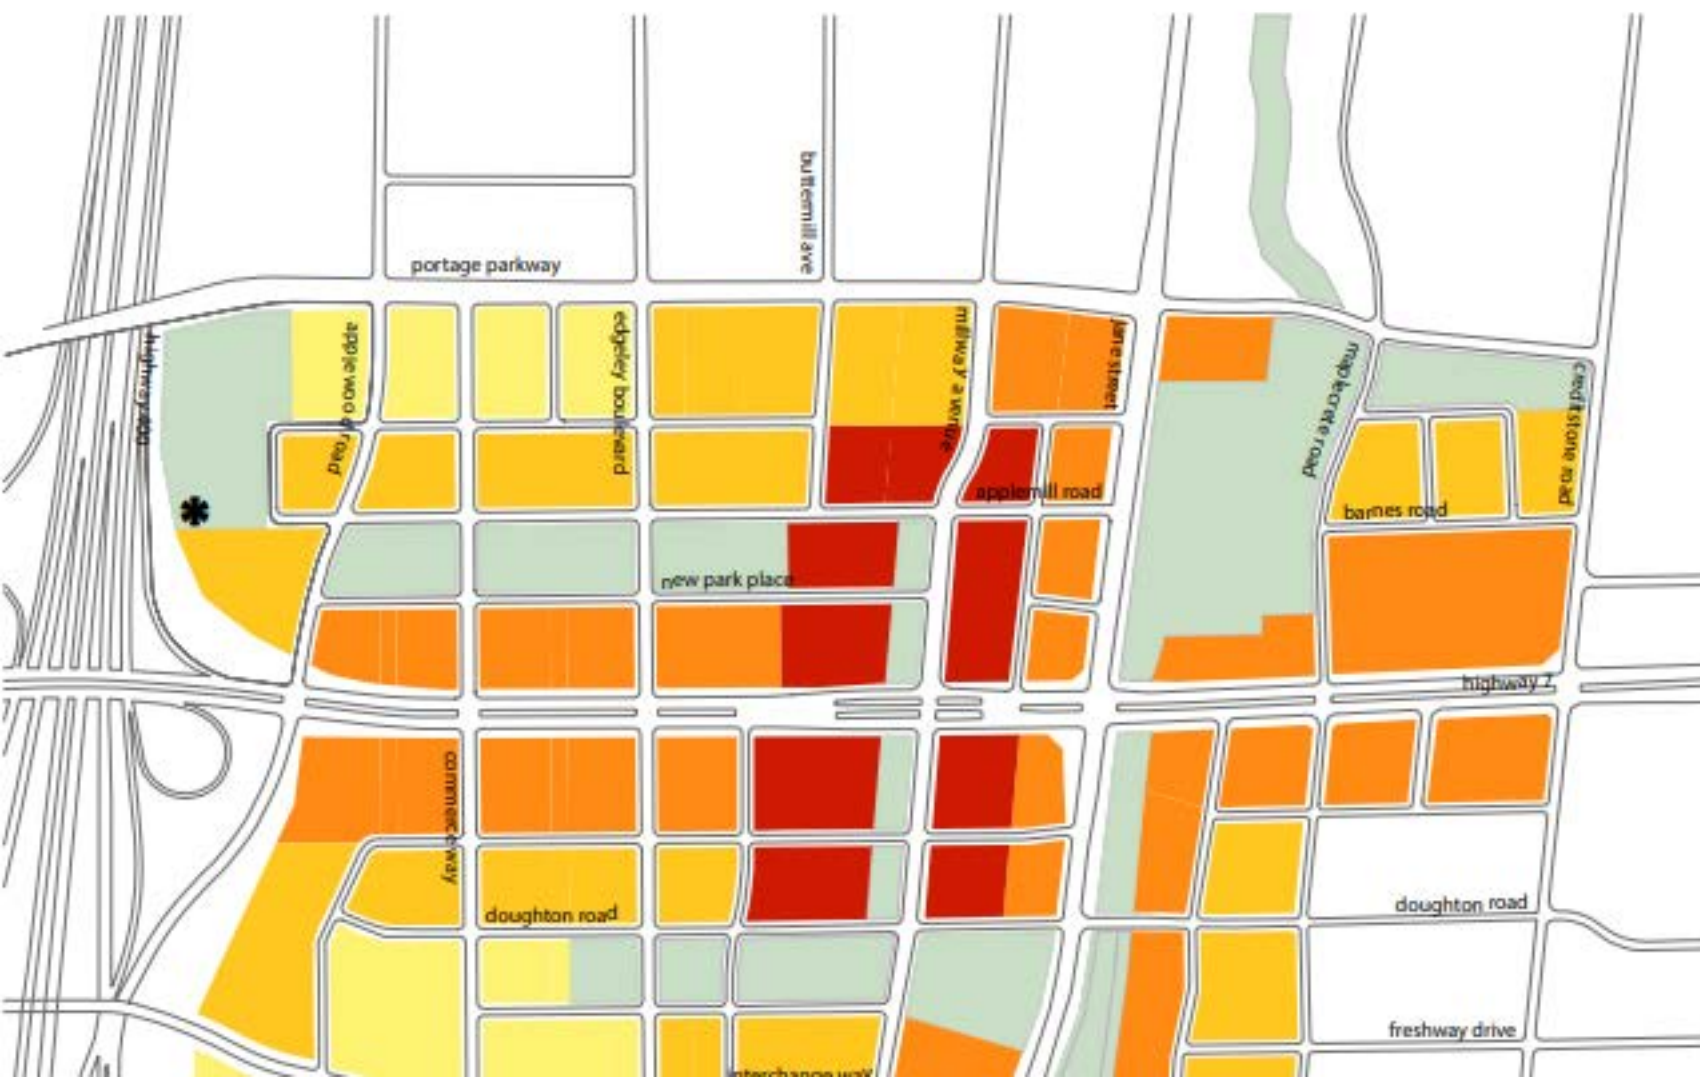 buttermill ave
portage parkway
highway 400
applewood road
edgeley boulevard
millway avenue
jane street
maplecrete road
creditstone road
applemill road
barnes road
new park place
highway 7
commerce way
doughton road
doughton road
freshway drive
interchange way